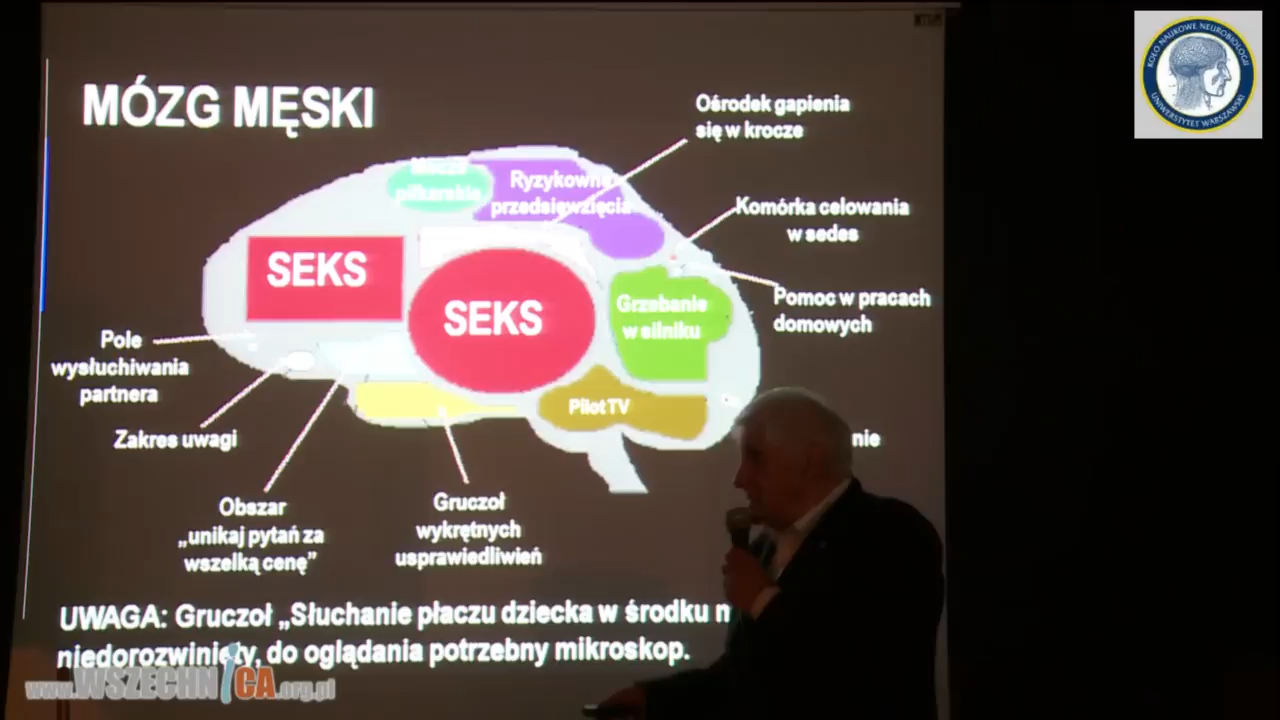 MÓZG MĘSKI
Ośrodek gapienia
się w krocze
piłkarskie
Ryzykowne
przedsięwzięcia
Komórka celowania
w sedes
SEKS
SEKS
Grzebanie
w silniku
Pomoc w pracach
domowych
Pole
wysłuchiwania
partnera
Pilot TV
Zakres uwagi
nie
Obszar
„unikaj pytań za
wszelką cenę”
Gruczoł
wykrętnych
usprawiedliwień
UWAGA: Gruczoł „Słuchanie płaczu dziecka w środku n
niedorozwinięty, do oglądania potrzebny mikroskop.
www.WSZECHNICA.org.pl
KOŁO NAUKOWE NEUROBIOLOGII
UNIWERSYTET WARSZAWSKI